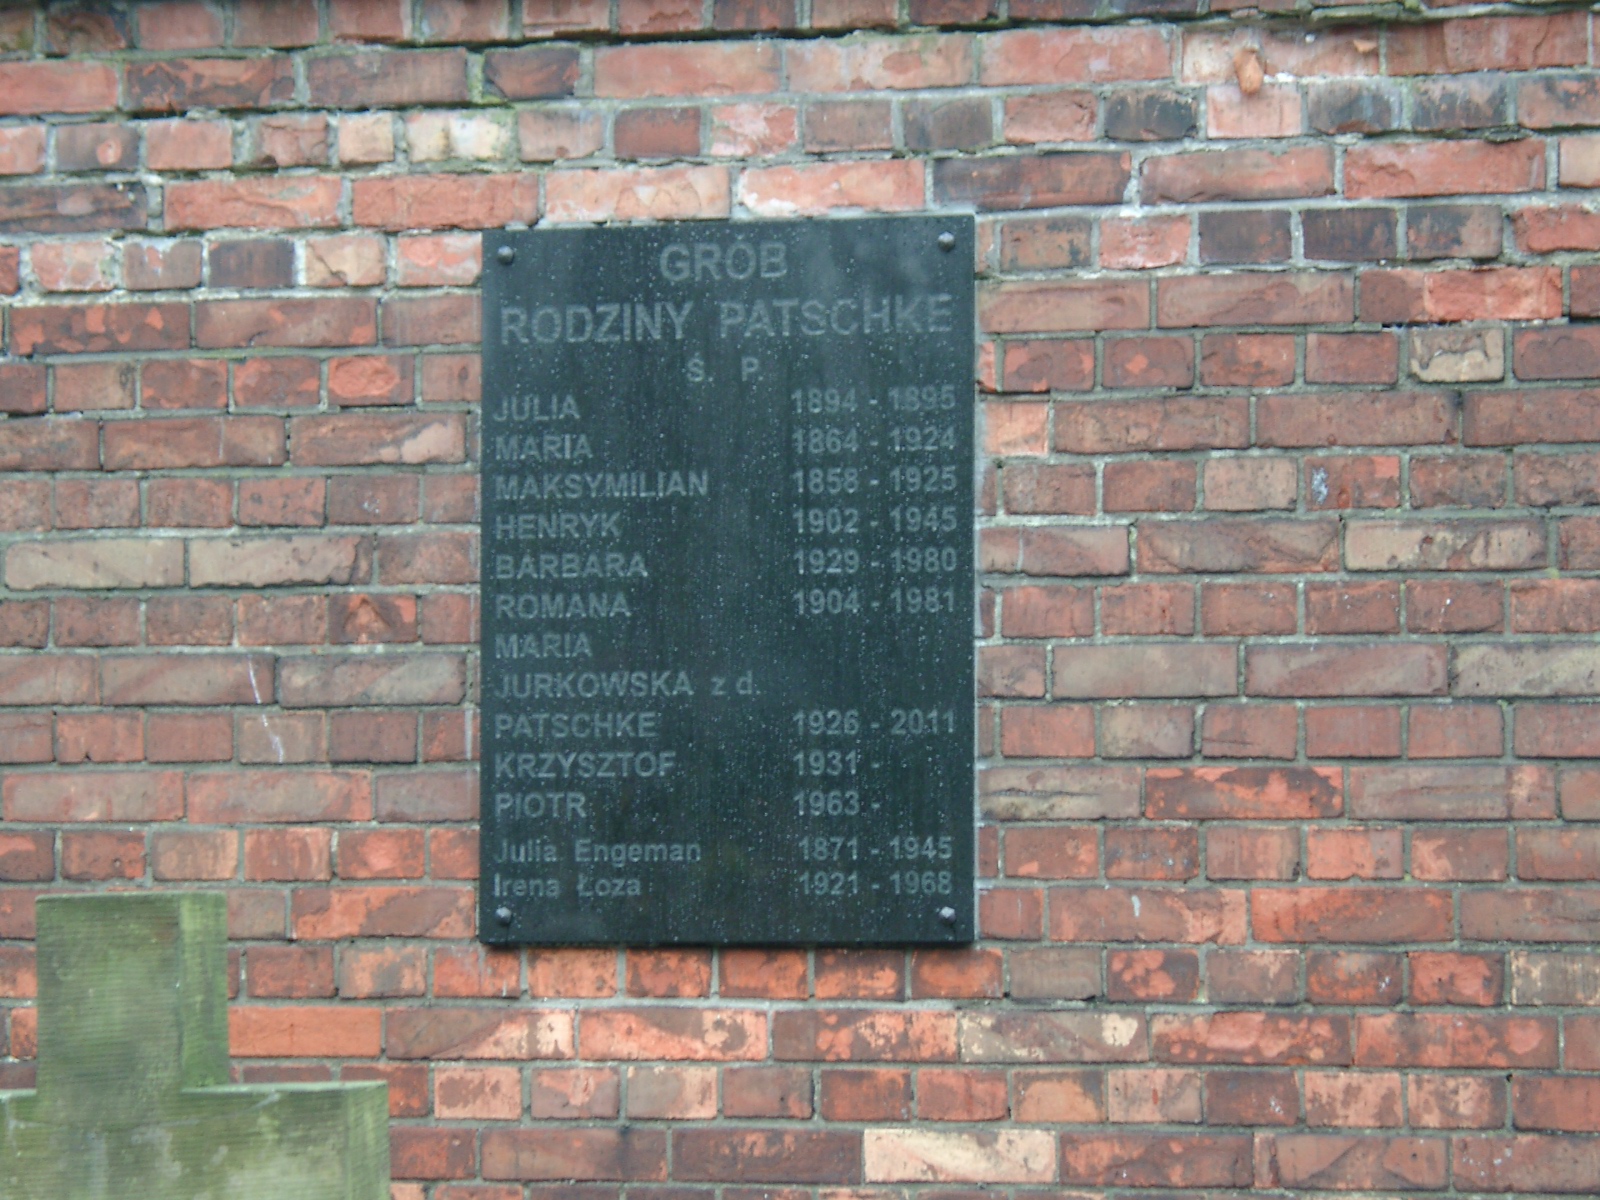 GRÓB
RODZINY PATSCHKE
Ś. P.
JULIA 1894 - 1895
MARIA 1864 - 1924
MAKSYMILIAN 1858 - 1925
HENRYK 1902 - 1945
BARBARA 1929 - 1980
ROMANA 1904 - 1981
MARIA
JURKOWSKA z d.
PATSCHKE 1926 - 2011
KRZYSZTOF 1931 -
PIOTR 1963 -
Julia Engeman 1871 - 1945
Irena Łoza 1921 - 1968